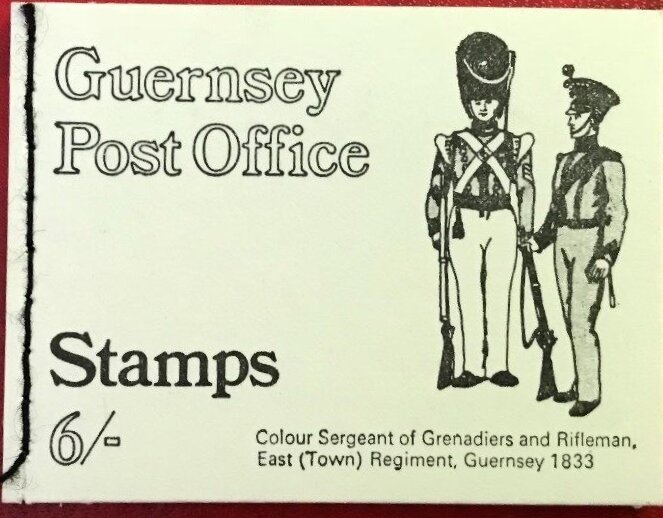 Guernsey
Post Office
Stamps
6/-
Colour Sergeant of Grenadiers and Rifleman,
East (Town) Regiment, Guernsey 1833